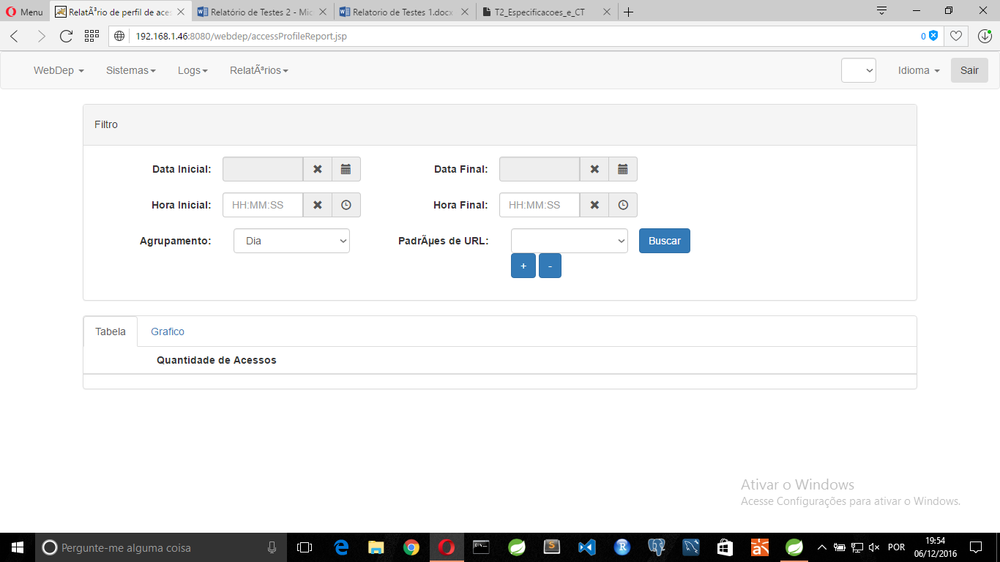 Menu
RelatÃ³rio de perfil de aces
Relatório de Testes 2 - Mic
Relatorio de Testes 1.docx
T2_Especificacoes_e_CT
192.168.1.46:8080/webdep/accessProfileReport.jsp
0
WebDep
Sistemas
Logs
RelatÃ³rios
Idioma
Sair
Filtro
Data Inicial:
Data Final:
Hora Inicial: HH:MM:SS
Hora Final: HH:MM:SS
Agrupamento: Dia
PadrÃµes de URL:
Buscar
+ -
Tabela
Grafico
Quantidade de Acessos
Ativar o Windows
Acesse Configurações para ativar o Windows.
Pergunte-me alguma coisa
POR
19:54
06/12/2016